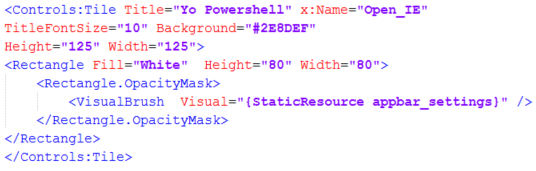 <Controls:Tile Title="Yo Powershell" x:Name="Open_IE"
TitleFontSize="10" Background="#2E8DEF"
Height="125" Width="125">
<Rectangle Fill="White"  Height="80" Width="80">
    <Rectangle.OpacityMask>
        <VisualBrush  Visual="{StaticResource appbar_settings}" />
    </Rectangle.OpacityMask>
</Rectangle>
</Controls:Tile>